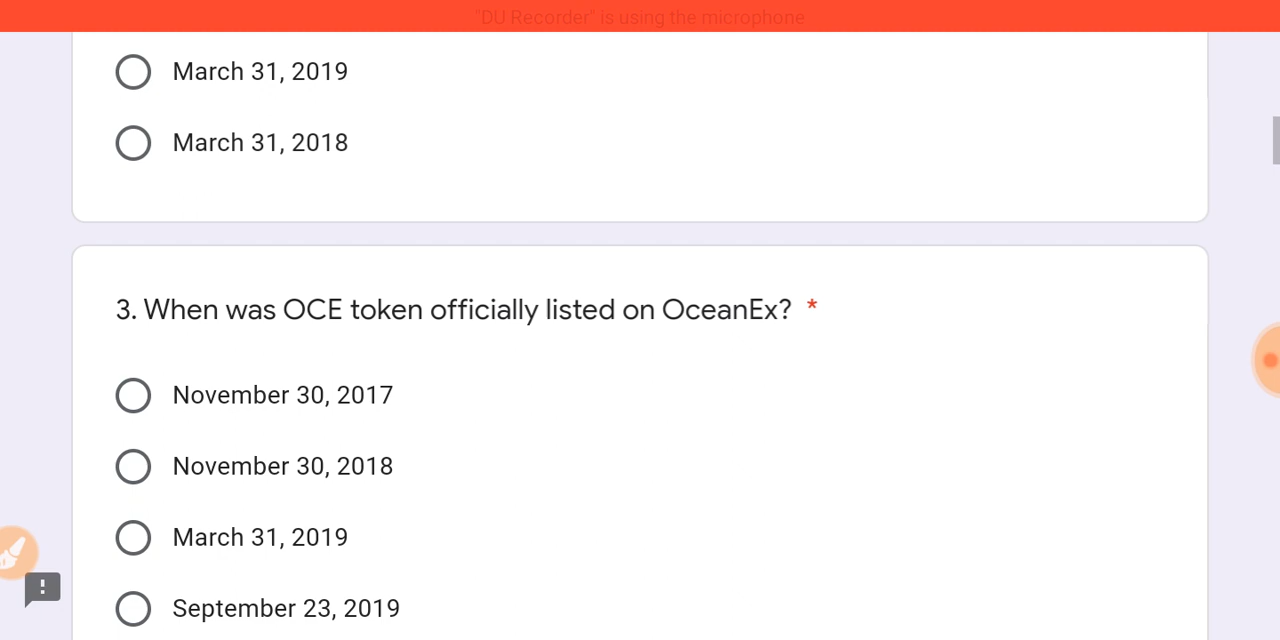 "DU Recorder" is using the microphone
March 31, 2019
March 31, 2018
3. When was OCE token officially listed on OceanEx? *
November 30, 2017
November 30, 2018
March 31, 2019
September 23, 2019